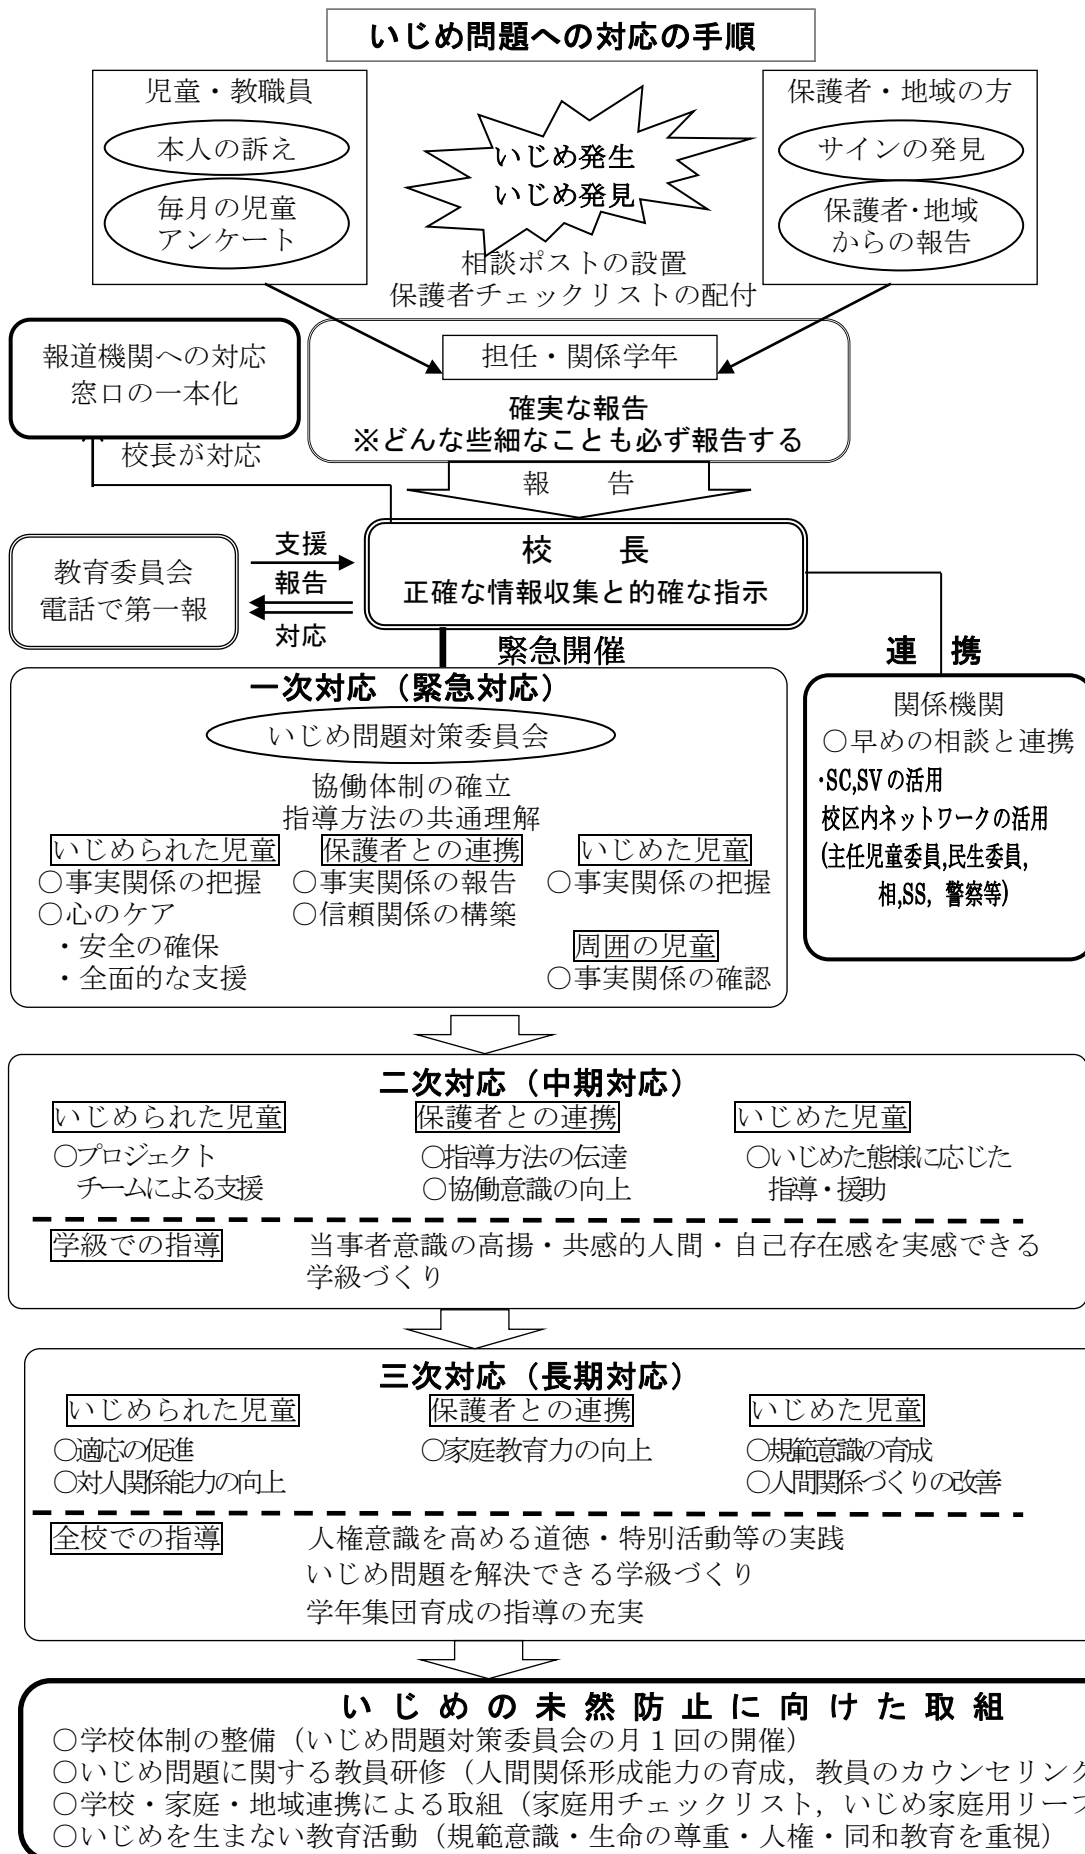 いじめ問題への対応の手順
児童・教職員
本人の訴え
毎月の児童
アンケート
いじめ発生
いじめ発見
保護者・地域の方
サインの発見
保護者・地域
からの報告
相談ポストの設置
保護者チェックリストの配付
報道機関への対応
窓口の一本化
校長が対応
担任・関係学年
確実な報告
※どんな些細なことも必ず報告する
報 告
教育委員会
電話で第一報
支援
報告
対応
校 長
正確な情報収集と的確な指示
緊急開催
連 携
関係機関
○早めの相談と連携
・SC,SVの活用
校区内ネットワークの活用
(主任児童委員,民生委員,
相,SS, 警察等)
一次対応（緊急対応）
いじめ問題対策委員会
協働体制の確立
指導方法の共通理解
いじめられた児童 保護者との連携 いじめた児童
○事実関係の把握 ○事実関係の報告 ○事実関係の把握
○心のケア ○信頼関係の構築
・安全の確保 周囲の児童
・全面的な支援 ○事実関係の確認
二次対応（中期対応）
いじめられた児童 保護者との連携 いじめた児童
○プロジェクト ○指導方法の伝達 ○いじめた態様に応じた
チームによる支援 ○協働意識の向上 指導・援助
学級での指導 当事者意識の高揚・共感的人間・自己存在感を実感できる
学級づくり
三次対応（長期対応）
いじめられた児童 保護者との連携 いじめた児童
○適応の促進 ○家庭教育力の向上 ○規範意識の育成
○対人関係能力の向上 ○人間関係づくりの改善
全校での指導 人権意識を高める道徳・特別活動等の実践
いじめ問題を解決できる学級づくり
学年集団育成の指導の充実
いじめの未然防止に向けた取組
○学校体制の整備（いじめ問題対策委員会の月１回の開催）
○いじめ問題に関する教員研修（人間関係形成能力の育成，教員のカウンセリング
○学校・家庭・地域連携による取組（家庭用チェックリスト，いじめ家庭用リーフ
○いじめを生まない教育活動（規範意識・生命の尊重・人権・同和教育を重視）